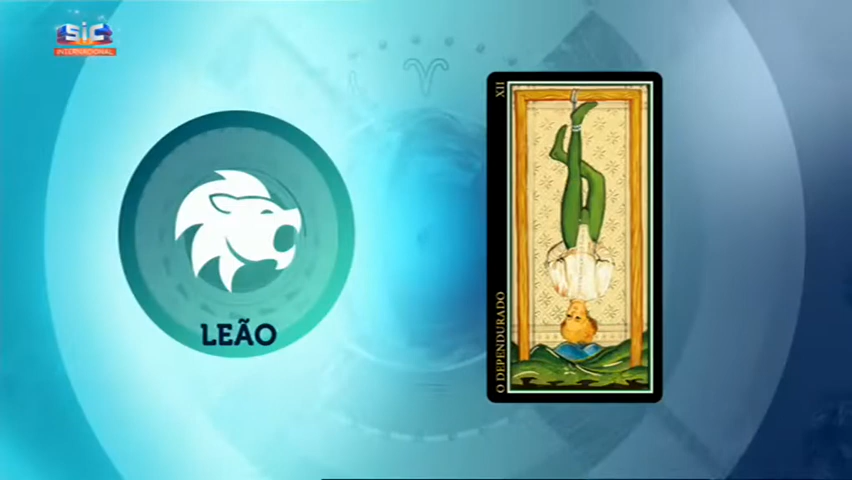 SIC
INTERNACIONAL
LEÃO
XII
O DEPENDURADO